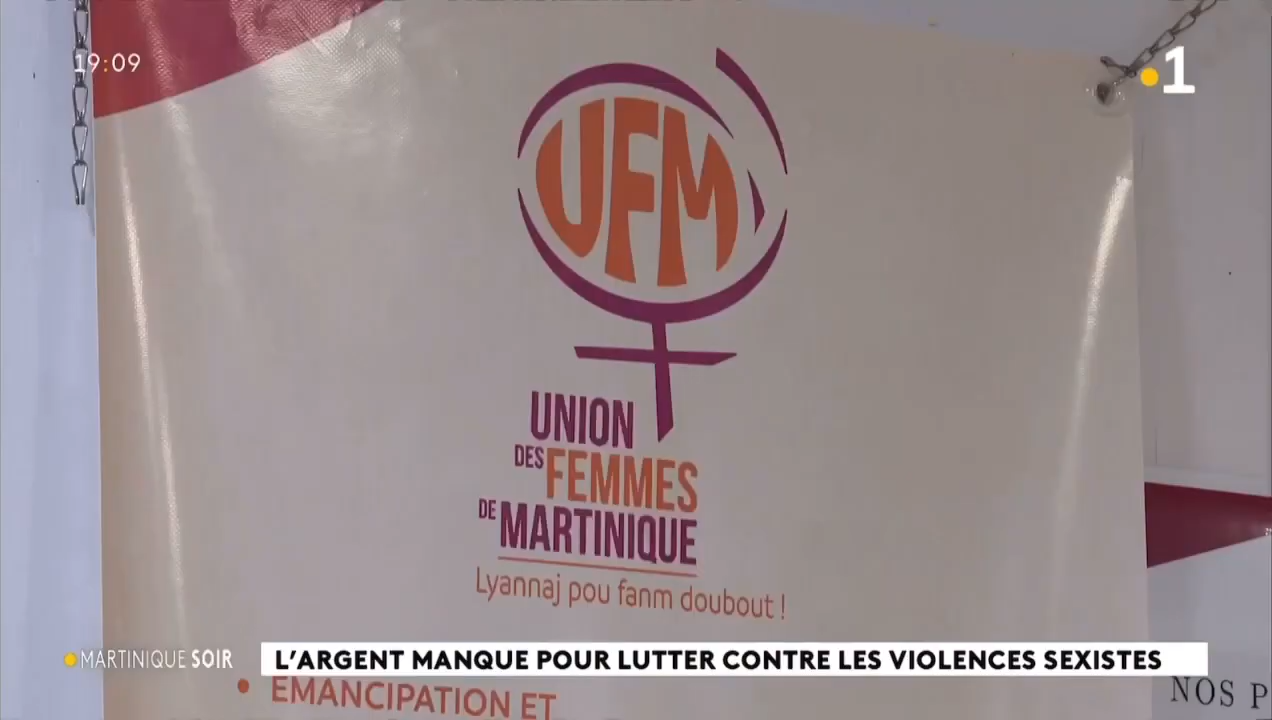 19:09
1
UFM
UNION
DES FEMMES
DE MARTINIQUE
Lyannaj pou fanm doubout !
MARTINIQUE SOIR
L'ARGENT MANQUE POUR LUTTER CONTRE LES VIOLENCES SEXISTES
• EMANCIPATION ET
NOS P